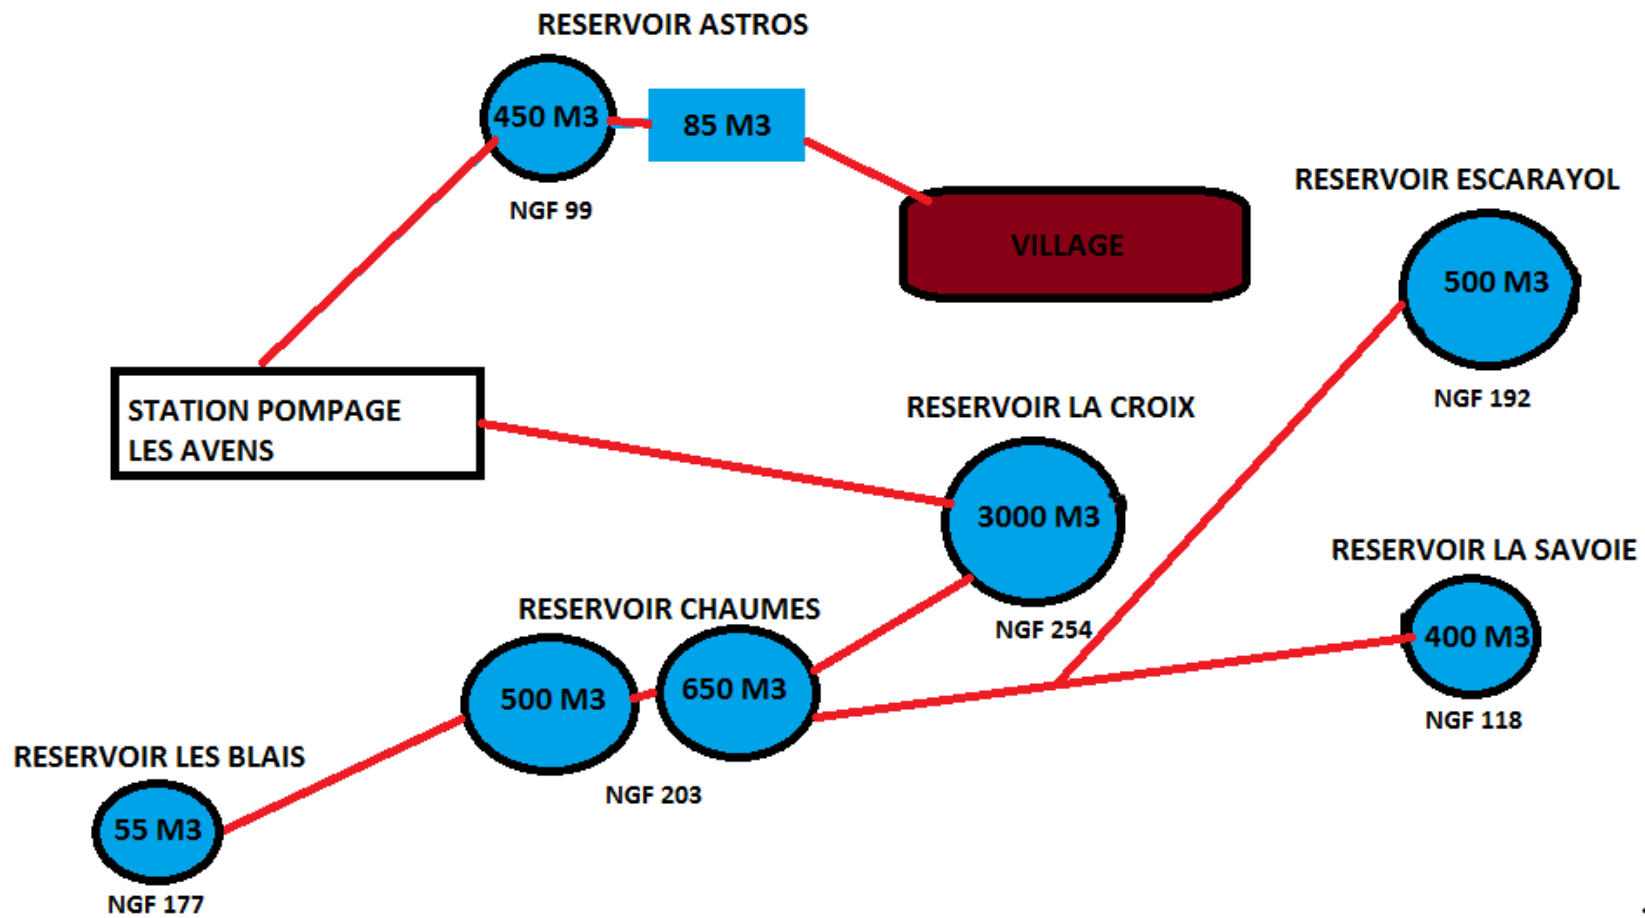 RESERVOIR ASTROS
450 M3
85 M3
NGF 99
VILLAGE
RESERVOIR ESCARAYOL
500 M3
NGF 192
STATION POMPAGE
LES AVENS
RESERVOIR LA CROIX
3000 M3
NGF 254
RESERVOIR LA SAVOIE
400 M3
NGF 118
RESERVOIR CHAUMES
500 M3
650 M3
NGF 203
RESERVOIR LES BLAIS
55 M3
NGF 177